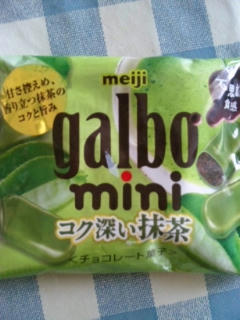 meiji
甘さ控えめ、
香り立つ抹茶の
コクと旨み
galbo
mini
コク深い抹茶
<チョコレート菓子>